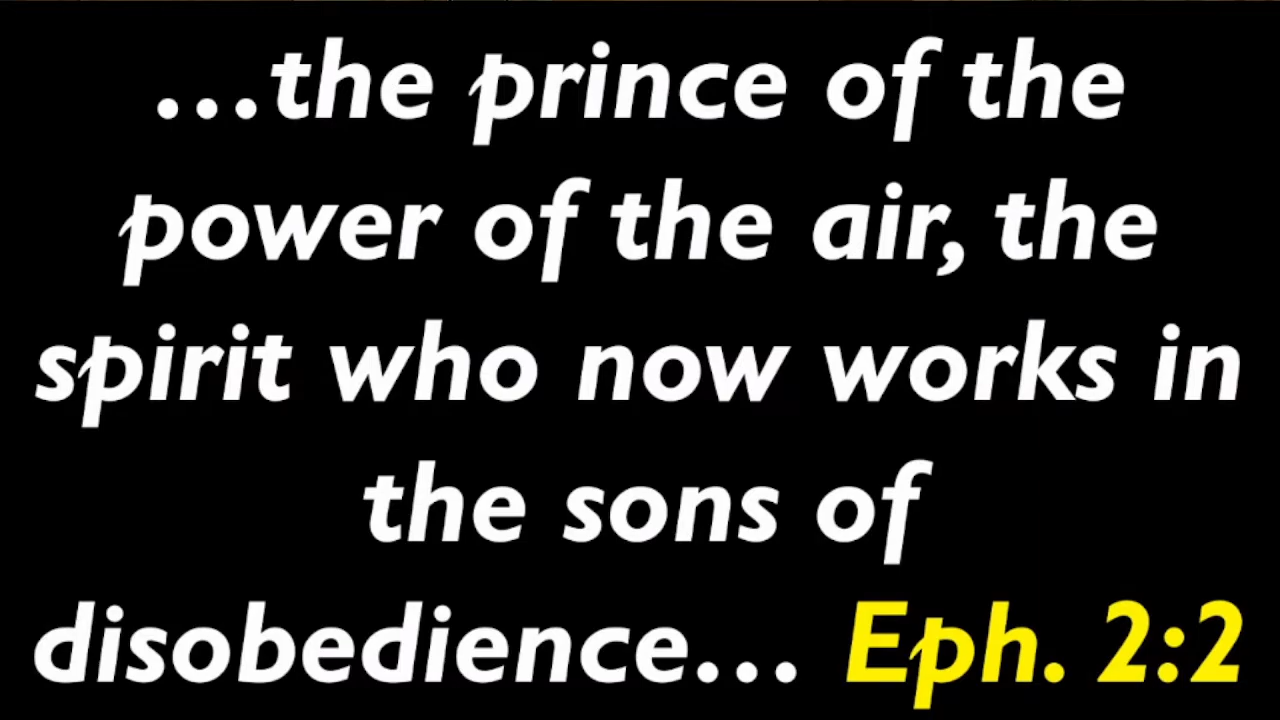 ...the prince of the
power of the air, the
spirit who now works in
the sons of
disobedience... Eph. 2:2